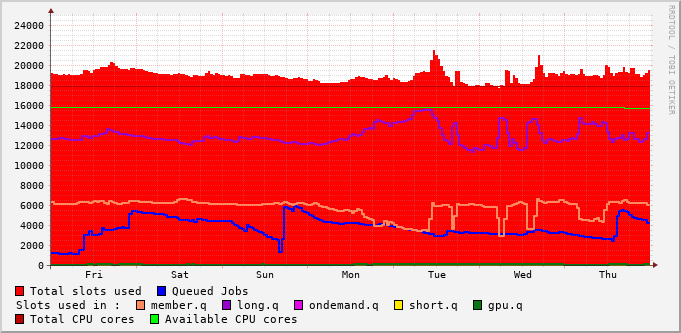 RRDTOOL / TOBI OETIKER
24000
22000
20000
18000
16000
14000
12000
10000
8000
6000
4000
2000
0
Fri Sat Sun Mon Tue Wed Thu
Total slots used Queued Jobs
Slots used in : member.q long.q ondemand.q short.q gpu.q
Total CPU cores Available CPU cores